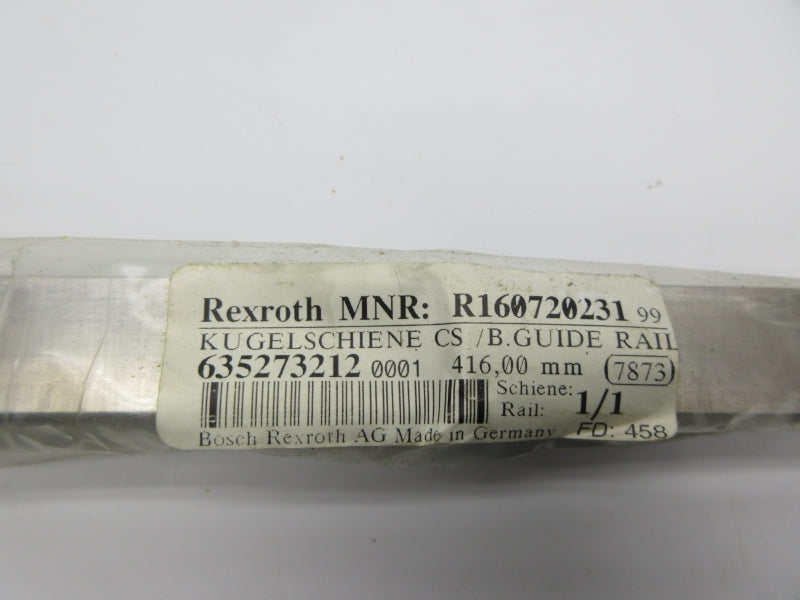 Rexroth MNR: R160720231 99
KUGELSCHIENE CS /B.GUIDE RAIL
635273212 0001 416,00 mm 7873
Schiene:
Rail: 1/1
Bosch Rexroth AG Made in Germany FD: 458